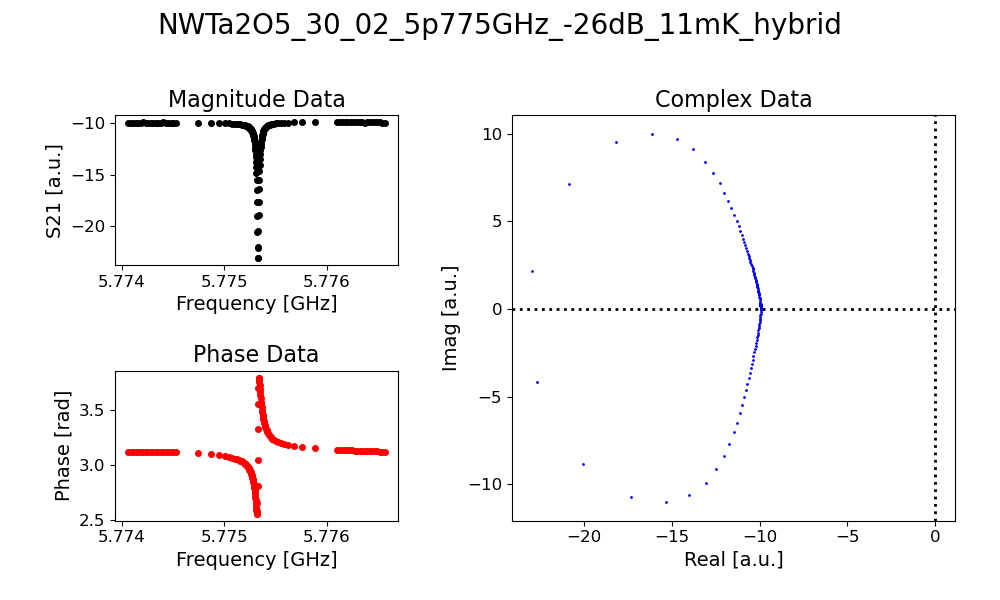 NWTa2O5_30_02_5p775GHz_-26dB_11mK_hybrid
Magnitude Data
S21 [a.u.]
−10
−15
−20
5.774 5.775 5.776
Frequency [GHz]
Phase Data
Phase [rad]
3.5
3.0
2.5
5.774 5.775 5.776
Frequency [GHz]
Complex Data
Imag [a.u.]
10
5
0
−5
−10
−20 −15 −10 −5 0
Real [a.u.]